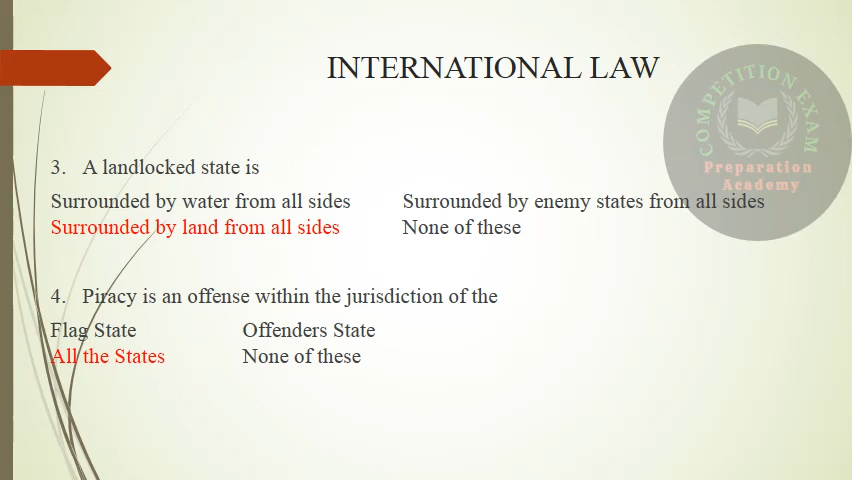 INTERNATIONAL LAW
COMPETITION EXAM
Preparation
Academy
3. A landlocked state is
Surrounded by water from all sides Surrounded by enemy states from all sides
Surrounded by land from all sides None of these
4. Piracy is an offense within the jurisdiction of the
Flag State Offenders State
All the States None of these